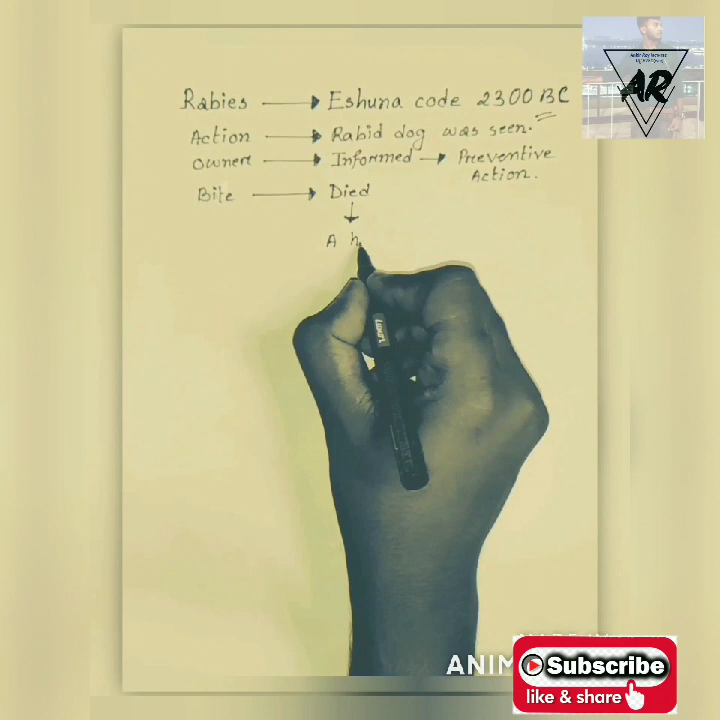 Rabies → Eshuna code 2300 BC
Action → Rabid dog was seen.
Owner → Informed → Preventive
Action.
Bite → Died
↓
A h
AR
ANIM
Subscribe
like & share